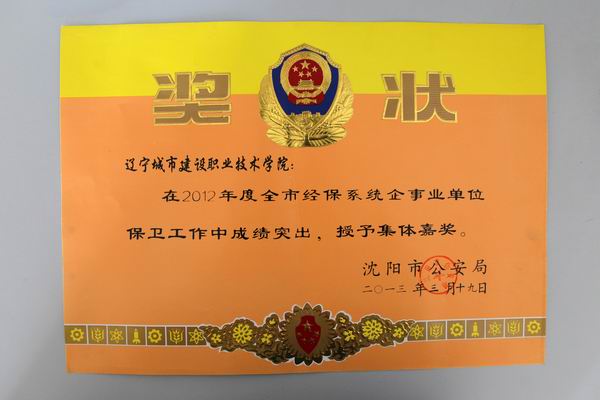 奖状
辽宁城市建设职业技术学院：
在2012年度全市经保系统企事业单位
保卫工作中成绩突出，授予集体嘉奖。
沈阳市公安局
二〇一三年三月十九日